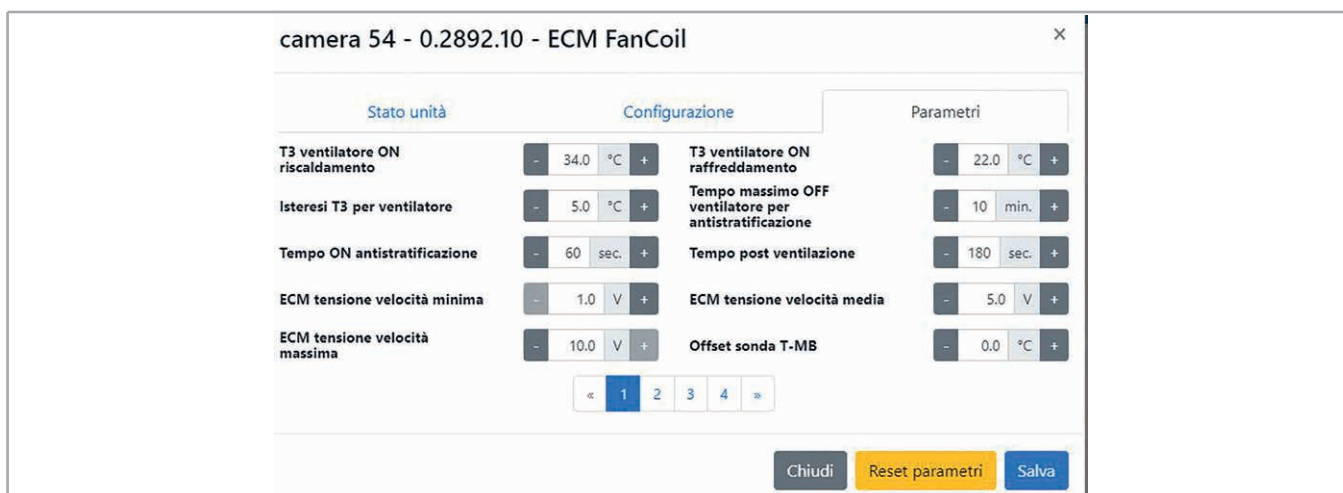 camera 54 - 0.2892.10 - ECM FanCoil ×
Stato unità Configurazione Parametri
T3 ventilatore ON
riscaldamento
- 34.0 °C +
T3 ventilatore ON
raffreddamento
- 22.0 °C +
Isteresi T3 per ventilatore
- 5.0 °C +
Tempo massimo OFF
ventilatore per
antistratificazione
- 10 min. +
Tempo ON antistratificazione
- 60 sec. +
Tempo post ventilazione
- 180 sec. +
ECM tensione velocità minima
- 1.0 V +
ECM tensione velocità media
- 5.0 V +
ECM tensione velocità
massima
- 10.0 V +
Offset sonda T-MB
- 0.0 °C +
« 1 2 3 4 »
Chiudi Reset parametri Salva